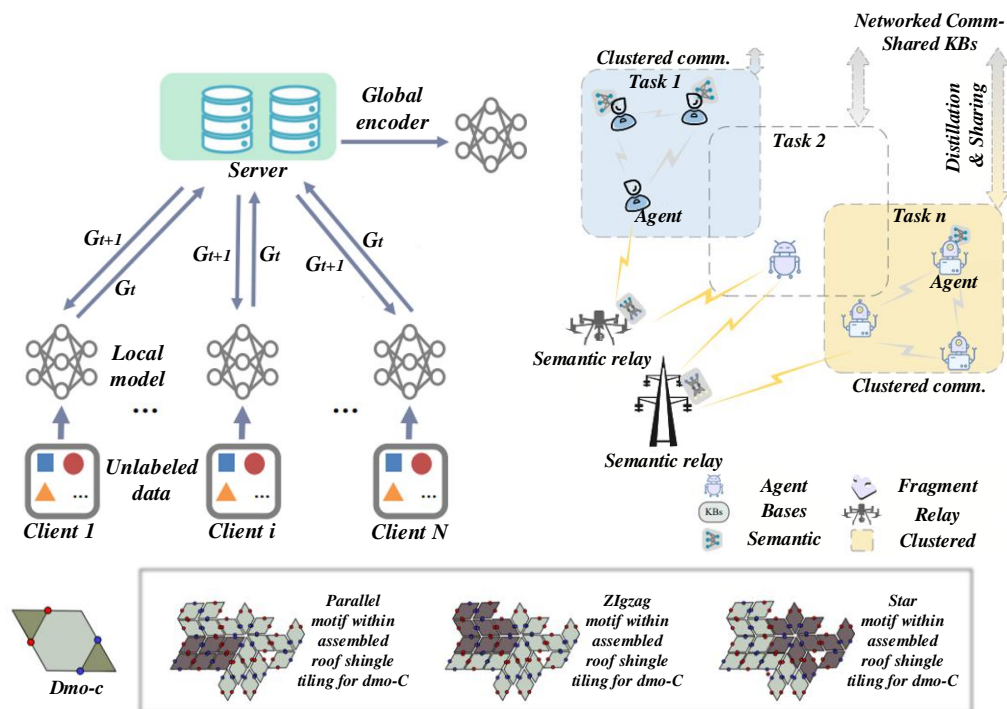 Global
encoder
Server
Gt+1
Gt
Gt+1
Gt
Gt
Gt+1
Local
model
...
...
Unlabeled
data
...
...
...
Client 1
Client i
Client N
Networked Comm-
Shared KBs
Clustered comm.
Task 1
Task 2
Distillation
& Sharing
Agent
Task n
Agent
Semantic relay
Clustered comm.
Semantic relay
Agent
Fragment
KBs
Bases
Relay
Semantic
Clustered
Dmo-c
Parallel
motif within
assembled
roof shingle
tiling for dmo-C
ZIgzag
motif within
assembled
roof shingle
tiling for dmo-C
Star
motif within
assembled
roof shingle
tiling for dmo-C